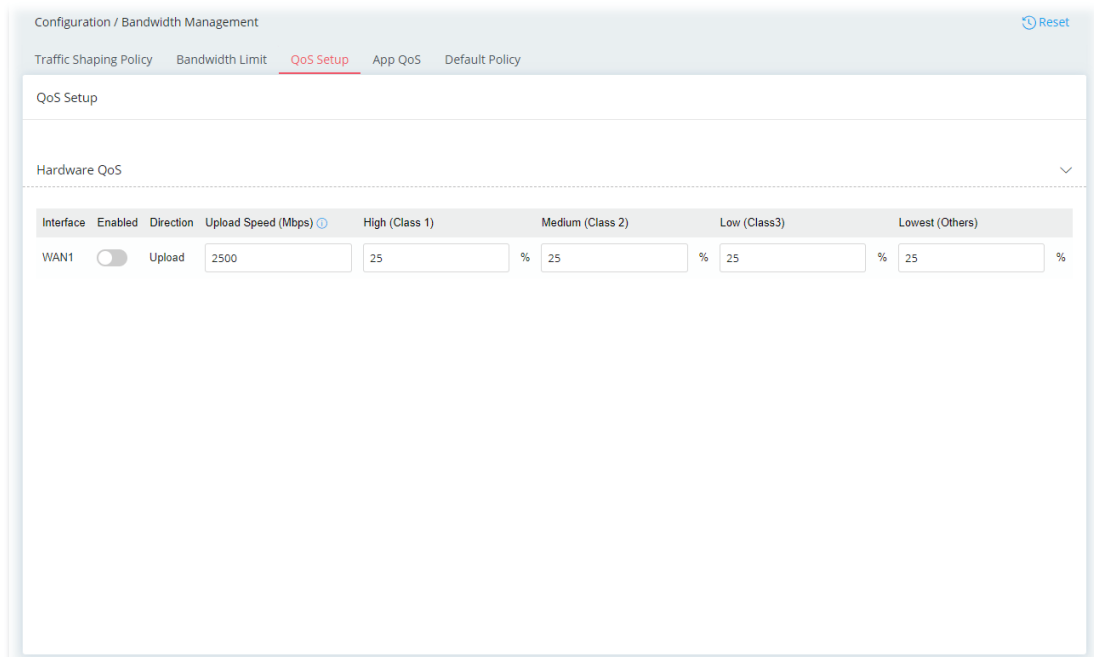 Configuration / Bandwidth Management Reset
Traffic Shaping Policy Bandwidth Limit QoS Setup App QoS Default Policy
QoS Setup
Hardware QoS
Interface Enabled Direction Upload Speed (Mbps) High (Class 1) Medium (Class 2) Low (Class3) Lowest (Others)
WAN1 Upload 2500 25 % 25 % 25 % 25 %